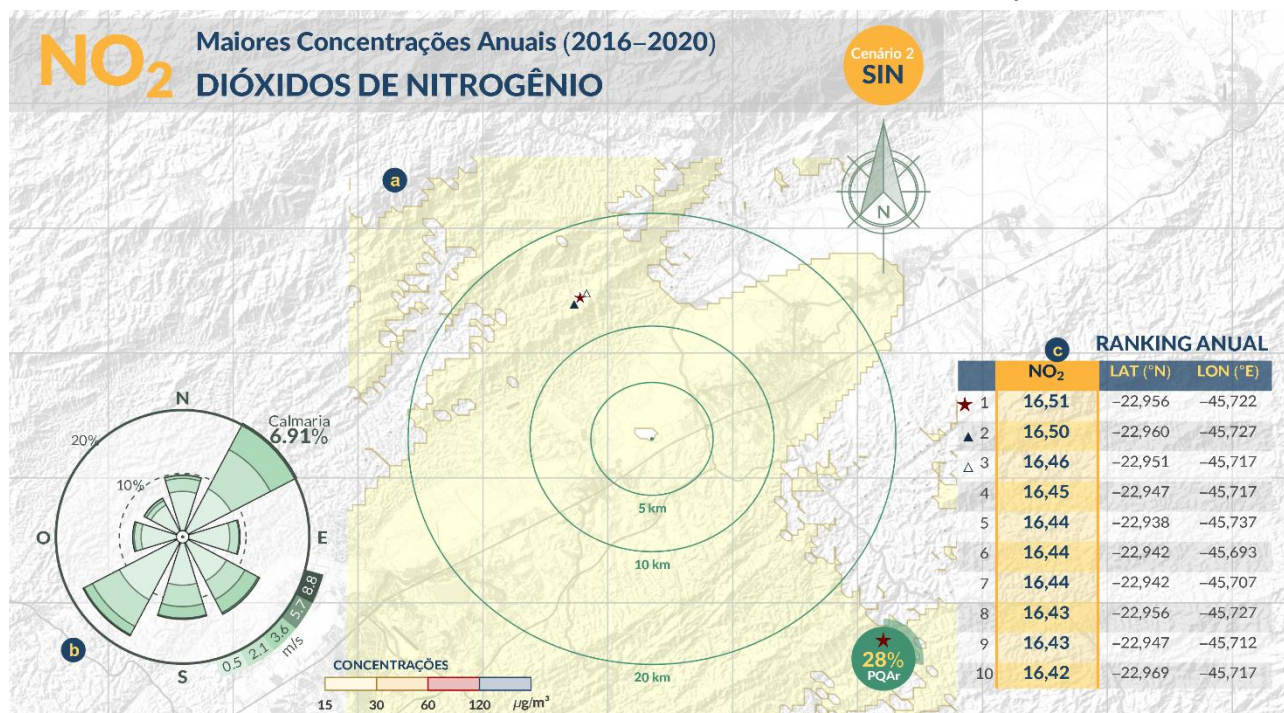 NO₂
Maiores Concentrações Anuais (2016–2020)
DIÓXIDOS DE NITROGÊNIO
Cenário 2
SIN
a
N
5 km
10 km
20 km
N
Calmaria
6.91%
20%
10%
O
E
S
0.5 2.1 3.6 5.7 8.8
m/s
b
CONCENTRAÇÕES
15 30 60 120 µg/m³
28%
PQAr
c
RANKING ANUAL
NO₂ LAT (°N) LON (°E)
1 16,51 –22,956 –45,722
2 16,50 –22,960 –45,727
3 16,46 –22,951 –45,717
4 16,45 –22,947 –45,717
5 16,44 –22,938 –45,737
6 16,44 –22,942 –45,693
7 16,44 –22,942 –45,707
8 16,43 –22,956 –45,727
9 16,43 –22,947 –45,712
10 16,42 –22,969 –45,717